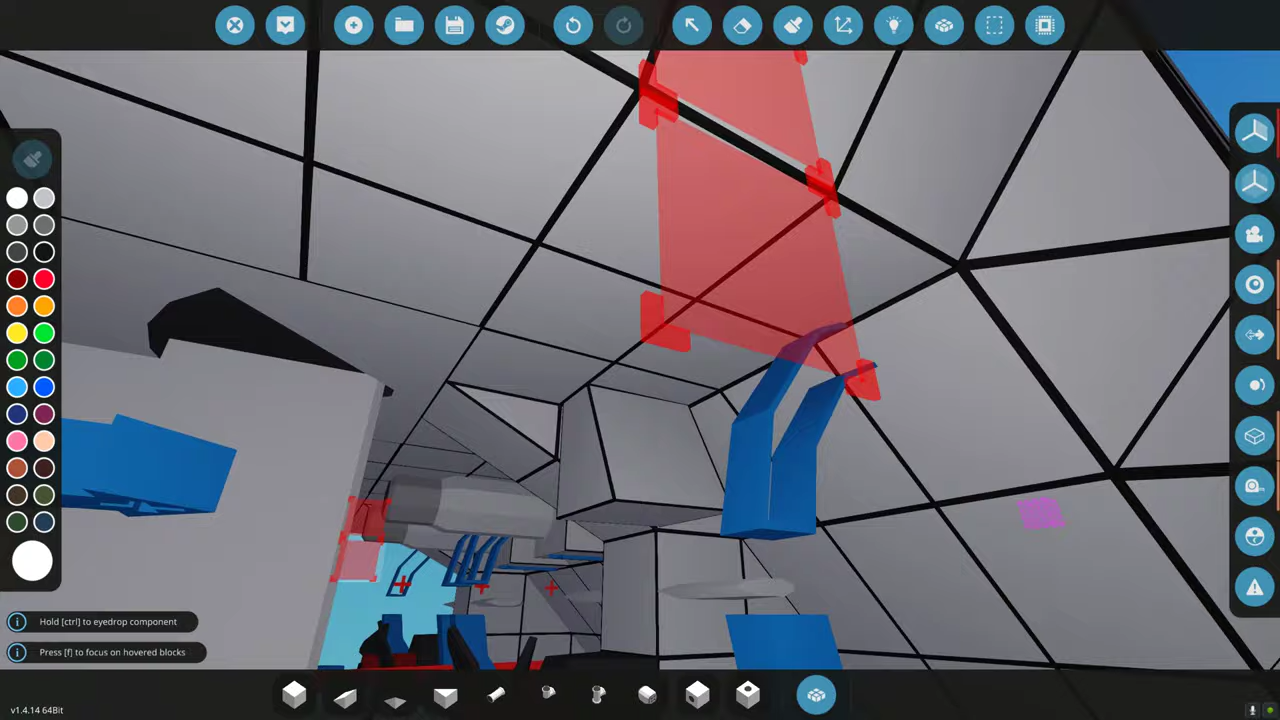 Hold [ctrl] to eyedrop component
Press [f] to focus on hovered blocks
v1.4.14 64Bit